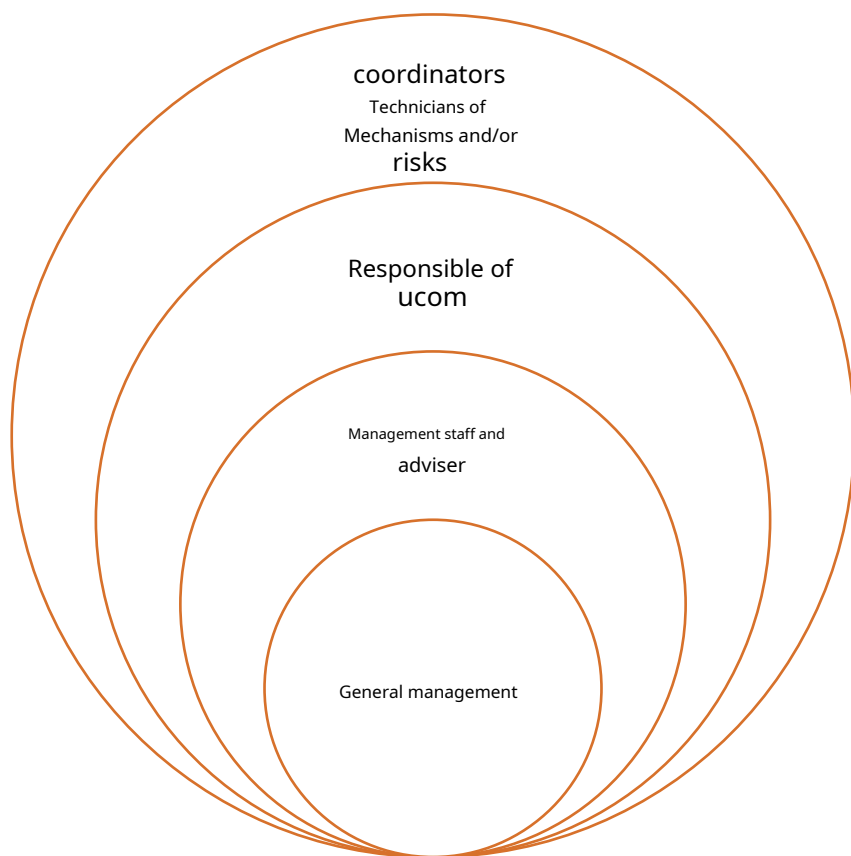 coordinators
Technicians of
Mechanisms and/or
risks
Responsible of
ucom
Management staff and
adviser
General management